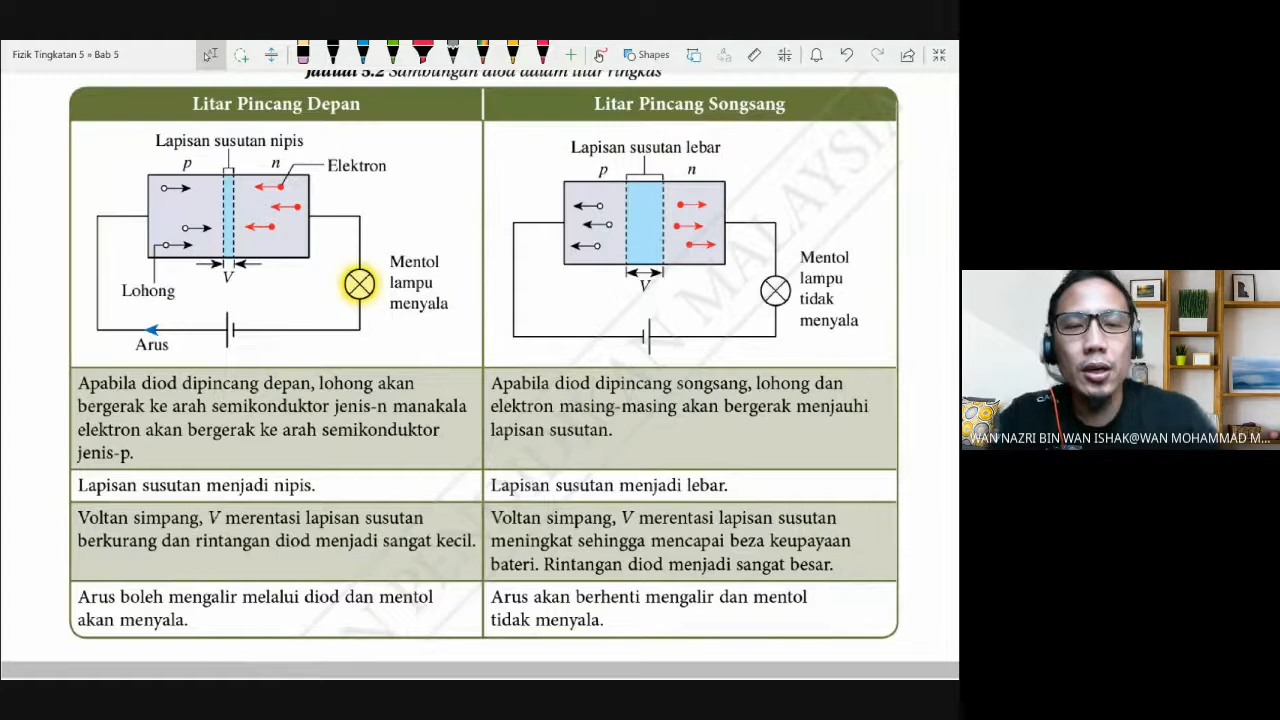 Fizik Tingkatan 5 » Bab 5
Shapes
Jadual 5.2 Sambungan diod dalam litar ringkas
Litar Pincang Depan
Litar Pincang Songsang
Lapisan susutan nipis
p
n
Elektron
V
Lohong
Mentol
lampu
menyala
Arus
Lapisan susutan lebar
p
n
V
Mentol
lampu
tidak
menyala
Apabila diod dipincang depan, lohong akan
bergerak ke arah semikonduktor jenis-n manakala
elektron akan bergerak ke arah semikonduktor
jenis-p.
Apabila diod dipincang songsang, lohong dan
elektron masing-masing akan bergerak menjauhi
lapisan susutan.
Lapisan susutan menjadi nipis.
Lapisan susutan menjadi lebar.
Voltan simpang, V merentasi lapisan susutan
berkurang dan rintangan diod menjadi sangat kecil.
Voltan simpang, V merentasi lapisan susutan
meningkat sehingga mencapai beza keupayaan
bateri. Rintangan diod menjadi sangat besar.
Arus boleh mengalir melalui diod dan mentol
akan menyala.
Arus akan berhenti mengalir dan mentol
tidak menyala.
WAN NAZRI BIN WAN ISHAK@WAN MOHAMMAD M...